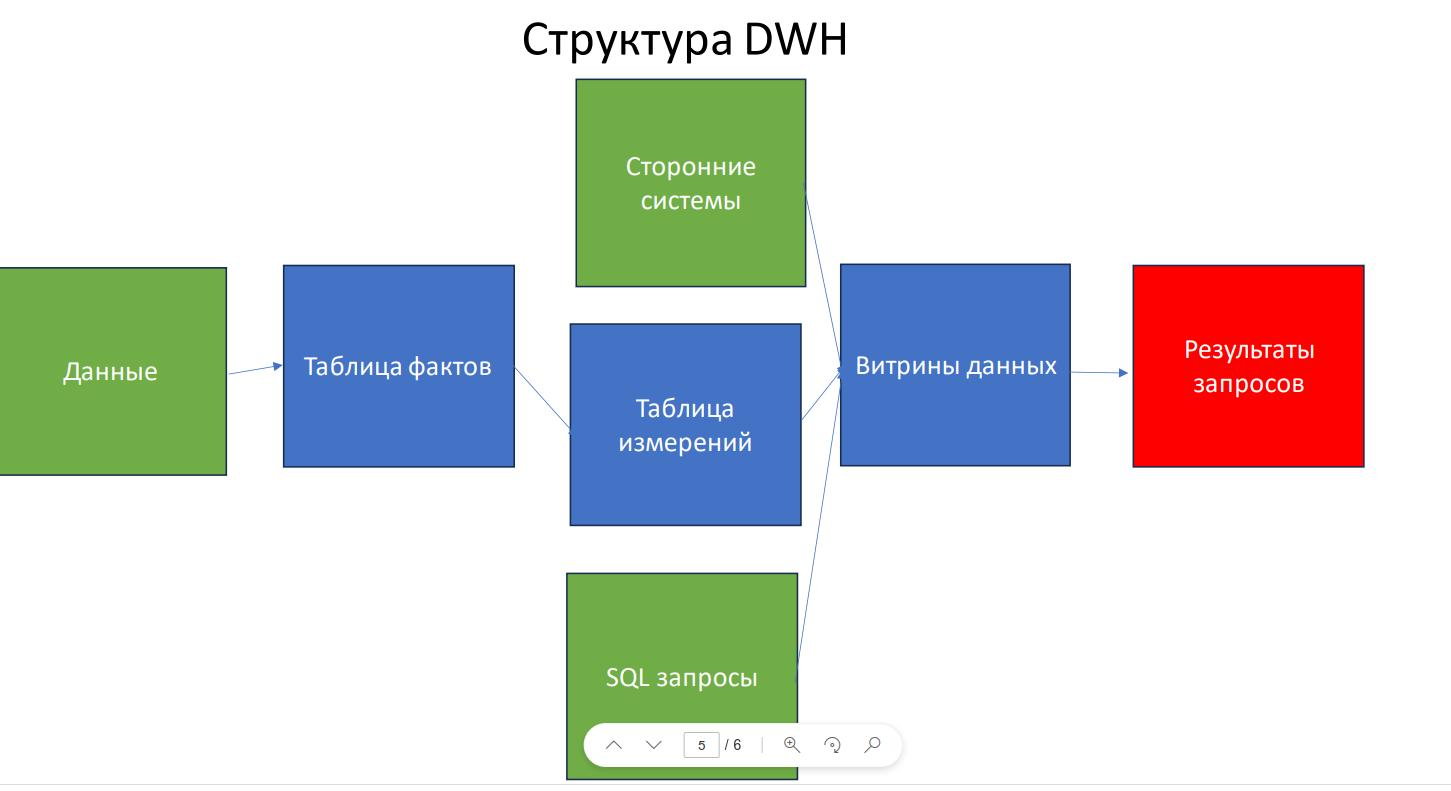 Структура DWH
Сторонние
системы
Данные
Таблица фактов
Таблица
измерений
Витрины данных
Результаты
запросов
SQL запросы
5 / 6